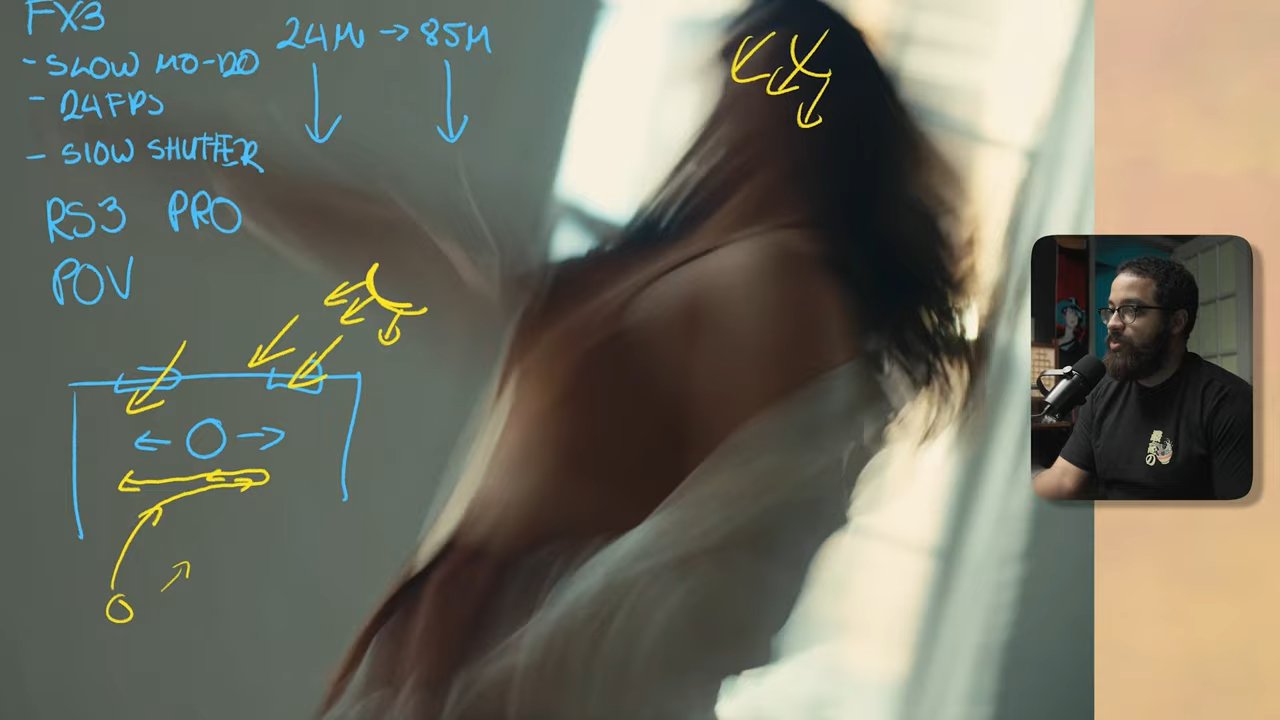 FX3
- SLOW MO-120
- 24FPS
- SLOW SHUTTER
RS3 PRO
POV
24M → 85M